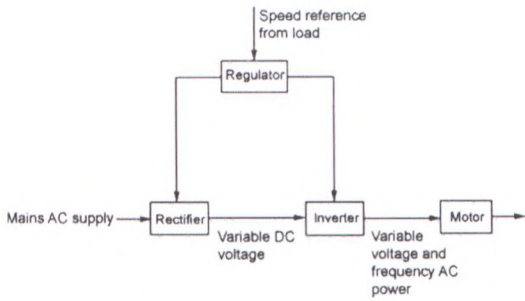 Speed reference
from load
Regulator
Mains AC supply
Rectifier
Inverter
Motor
Variable DC
voltage
Variable
voltage and
frequency AC
power